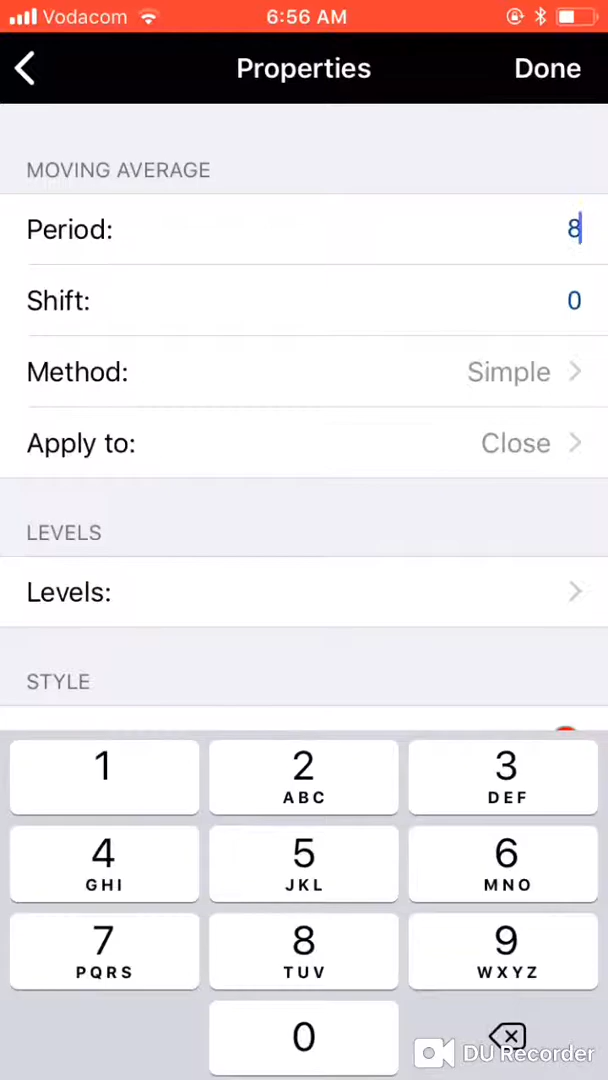 Vodacom 6:56 AM
Properties Done
MOVING AVERAGE
Period: 8
Shift: 0
Method: Simple
Apply to: Close
LEVELS
Levels:
STYLE
1 2 3
ABC DEF
4 5 6
GHI JKL MNO
7 8 9
PQRS TUV WXYZ
0
DU Recorder